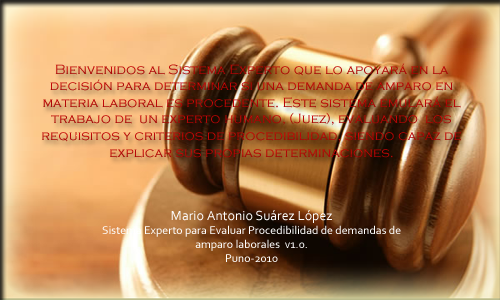 Bienvenidos al Sistema Experto que lo apoyará en la
decisión para determinar si una demanda de amparo en
materia laboral es procedente. Este sistema emulará el
trabajo de un experto humano, (Juez), evaluando los
requisitos y criterios de procedibilidad, siendo capaz de
explicar sus propias determinaciones.
Mario Antonio Suárez López
Sistema Experto para Evaluar Procedibilidad de demandas de
amparo laborales v1.0.
Puno-2010